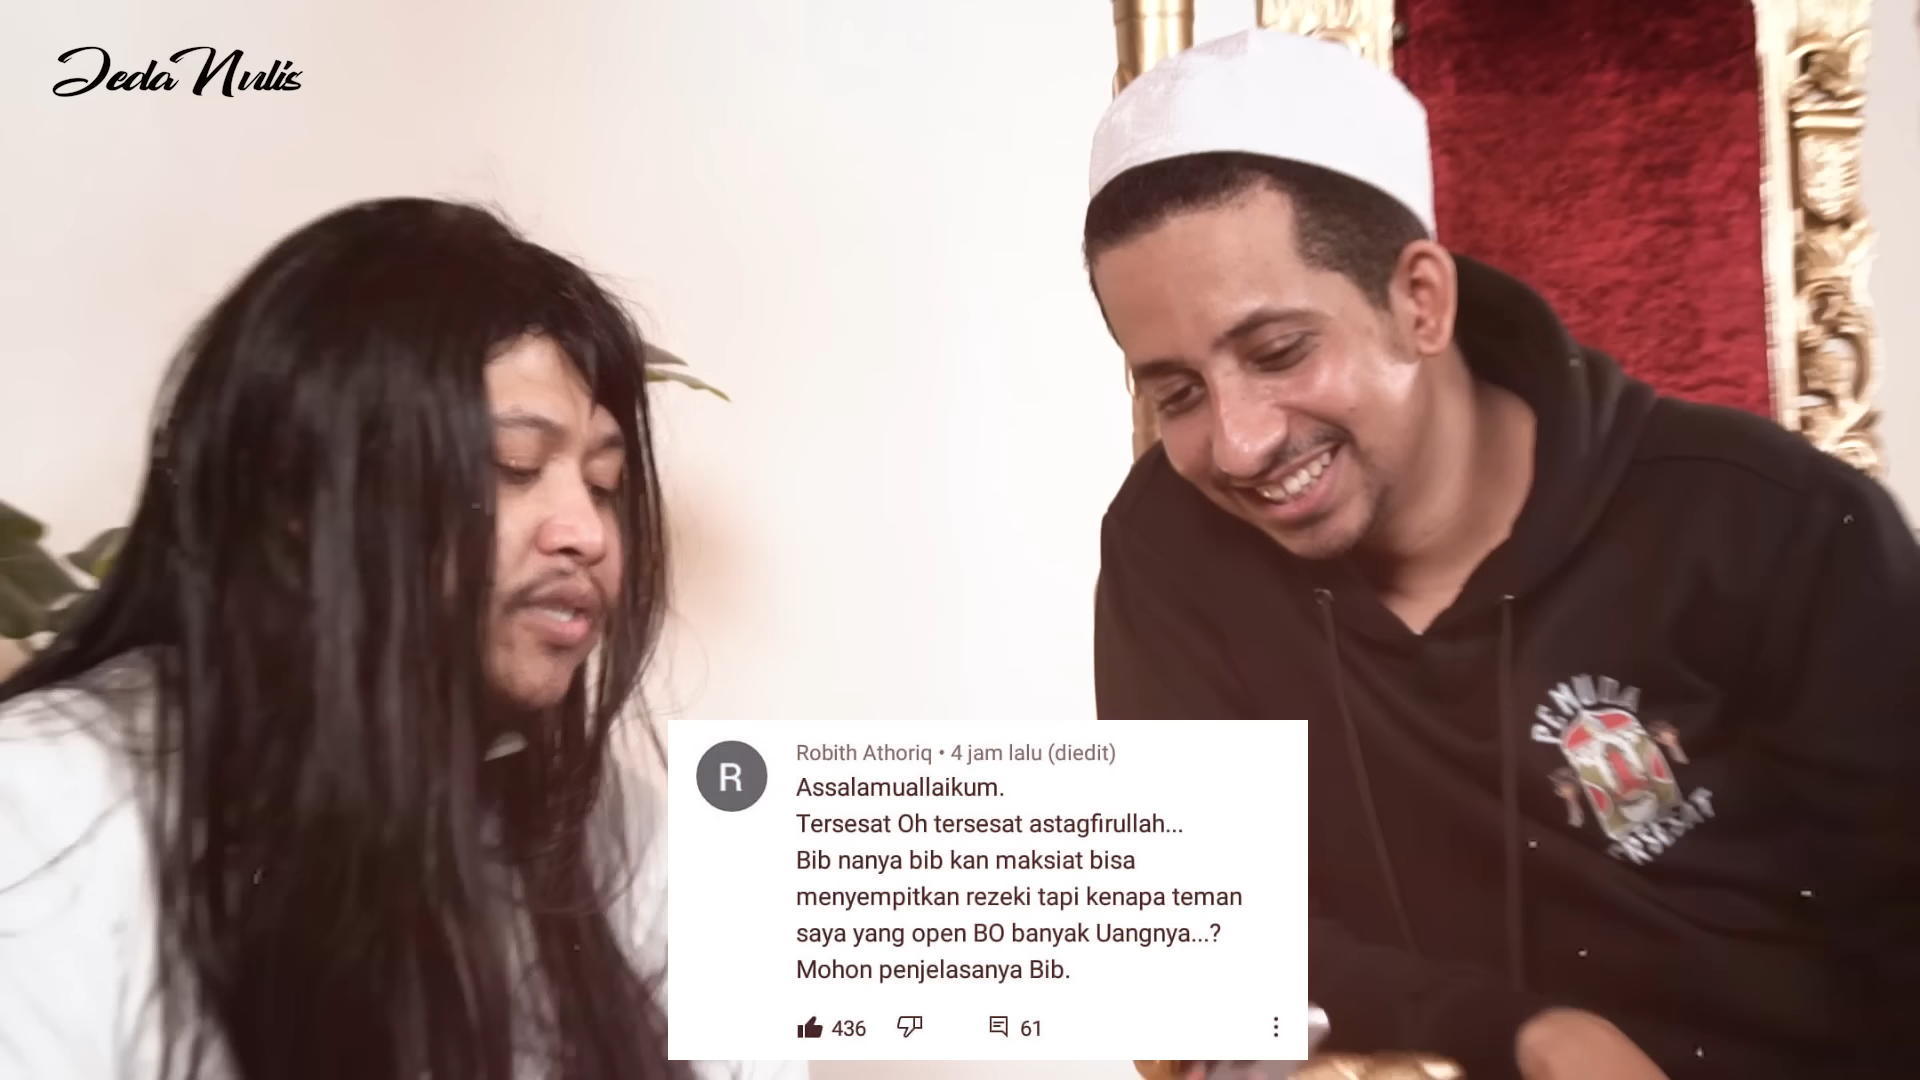 Jeda Nulis
PEMUDA
Robith Athoriq • 4 jam lalu (diedit)
R
Assalamuallaikum.
Tersesat Oh tersesat astagfirullah...
Bib nanya bib kan maksiat bisa
menyempitkan rezeki tapi kenapa teman
saya yang open BO banyak Uangnya...?
Mohon penjelasanya Bib.
436
61